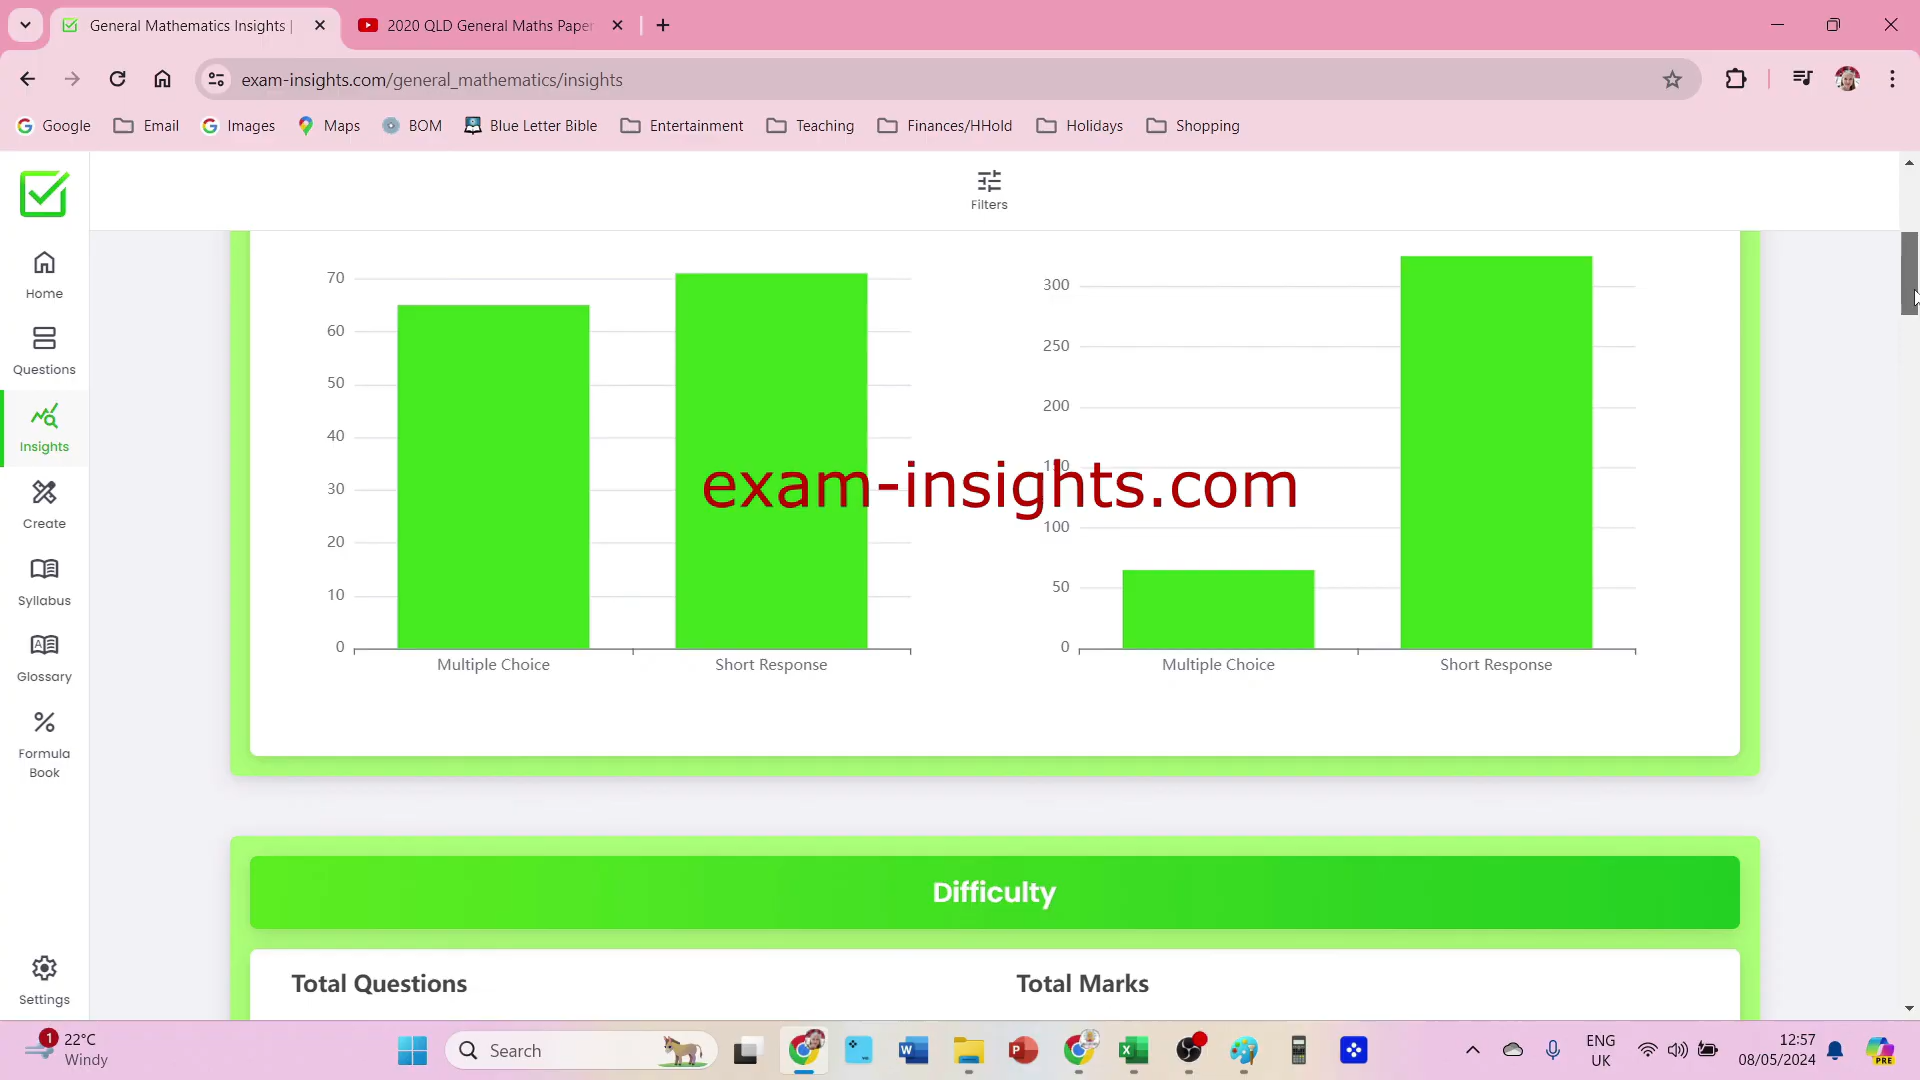 General Mathematics Insights |
2020 QLD General Maths Paper
exam-insights.com/general_mathematics/insights
Google
Email
Images
Maps
BOM
Blue Letter Bible
Entertainment
Teaching
Finances/HHold
Holidays
Shopping
Filters
Home
Questions
Insights
Create
Syllabus
Glossary
Formula
Book
Settings
70
60
50
40
30
20
10
0
Multiple Choice
Short Response
300
250
200
150
100
50
0
Multiple Choice
Short Response
exam-insights.com
Difficulty
Total Questions
Total Marks
1
22°C
Windy
Search
ENG
UK
12:57
08/05/2024
PRE